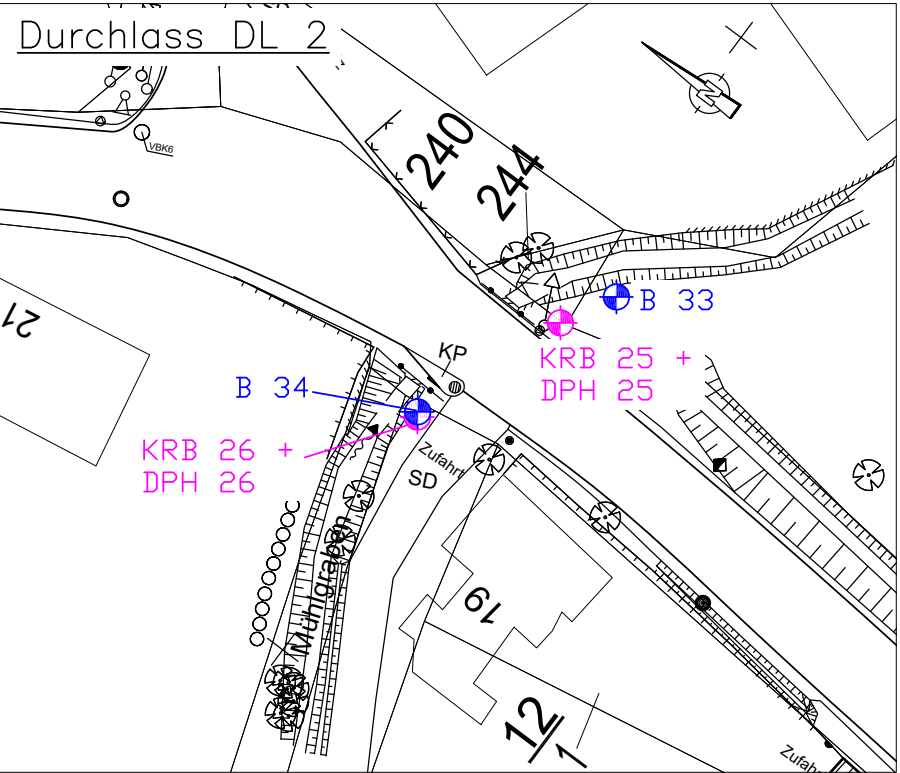 Durchlass DL 2
VBK6
240
244
N
B 33
21
KP
KRB 25 +
DPH 25
B 34
KRB 26 +
DPH 26
Zufahrt
SD
Mühlgraben
19
12
1
Zufah